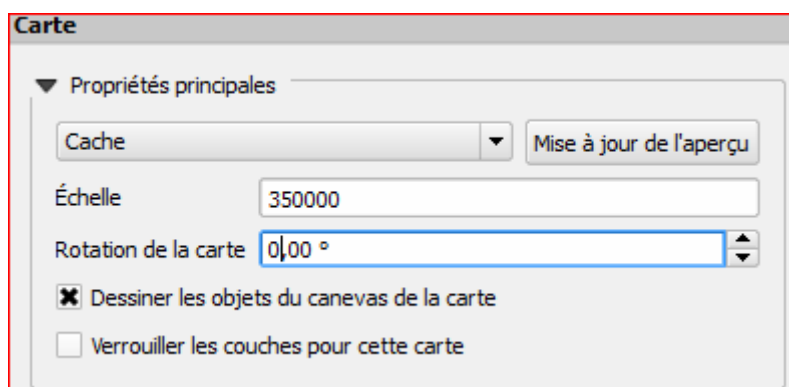 Carte
Propriétés principales
Cache Mise à jour de l'aperçu
Échelle 350000
Rotation de la carte 0,00 °
Dessiner les objets du canevas de la carte
Verrouiller les couches pour cette carte